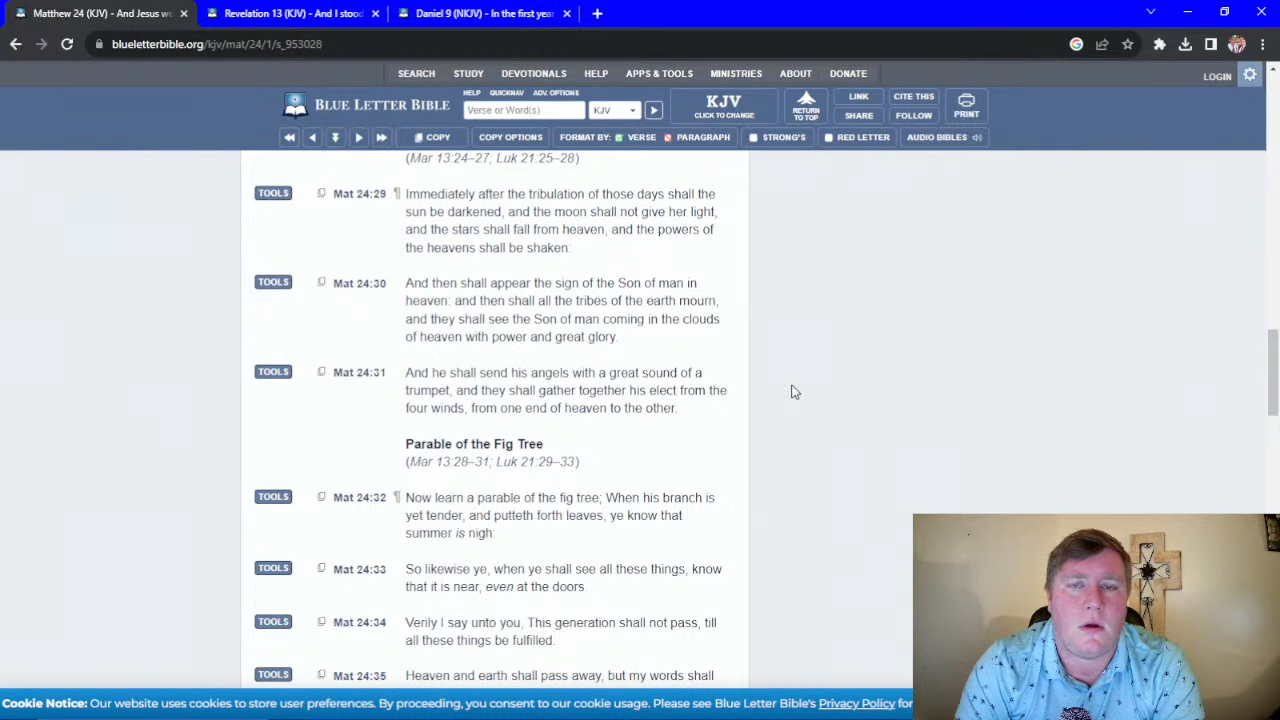 Matthew 24 (KJV) - And Jesus we
Revelation 13 (KJV) - And I stood
Daniel 9 (NKJV) - In the first year
blueletterbible.org/kjv/mat/24/1/s_953028
SEARCH STUDY DEVOTIONALS HELP APPS & TOOLS MINISTRIES ABOUT DONATE
LOGIN
BLUE LETTER BIBLE
HELP QUICKNAV ADV. OPTIONS
Verse or Word(s)
KJV
KJV
CLICK TO CHANGE
RETURN
TO TOP
LINK
CITE THIS
SHARE
FOLLOW
PRINT
COPY
COPY OPTIONS
FORMAT BY: VERSE PARAGRAPH
STRONG'S
RED LETTER
AUDIO BIBLES
(Mar 13:24–27; Luk 21:25–28)
TOOLS Mat 24:29 ¶ Immediately after the tribulation of those days shall the
sun be darkened, and the moon shall not give her light,
and the stars shall fall from heaven, and the powers of
the heavens shall be shaken:
TOOLS Mat 24:30 And then shall appear the sign of the Son of man in
heaven: and then shall all the tribes of the earth mourn,
and they shall see the Son of man coming in the clouds
of heaven with power and great glory.
TOOLS Mat 24:31 And he shall send his angels with a great sound of a
trumpet, and they shall gather together his elect from the
four winds, from one end of heaven to the other.
Parable of the Fig Tree
(Mar 13:28–31; Luk 21:29–33)
TOOLS Mat 24:32 ¶ Now learn a parable of the fig tree; When his branch is
yet tender, and putteth forth leaves, ye know that
summer is nigh:
TOOLS Mat 24:33 So likewise ye, when ye shall see all these things, know
that it is near, even at the doors.
TOOLS Mat 24:34 Verily I say unto you, This generation shall not pass, till
all these things be fulfilled.
TOOLS Mat 24:35 Heaven and earth shall pass away, but my words shall
Cookie Notice: Our website uses cookies to store user preferences. By proceeding, you consent to our cookie usage. Please see Blue Letter Bible's Privacy Policy for